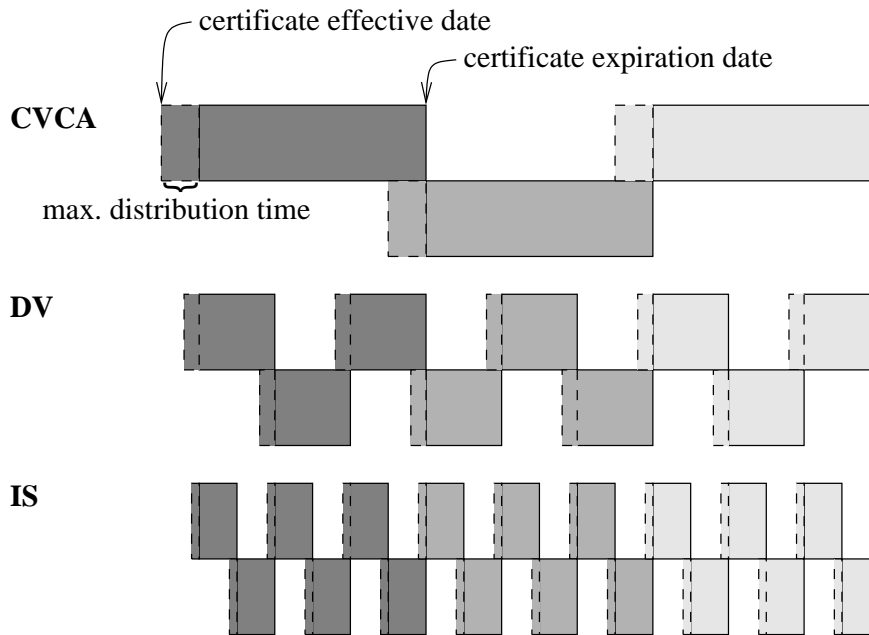 certificate effective date
certificate expiration date
CVCA
max. distribution time
DV
IS